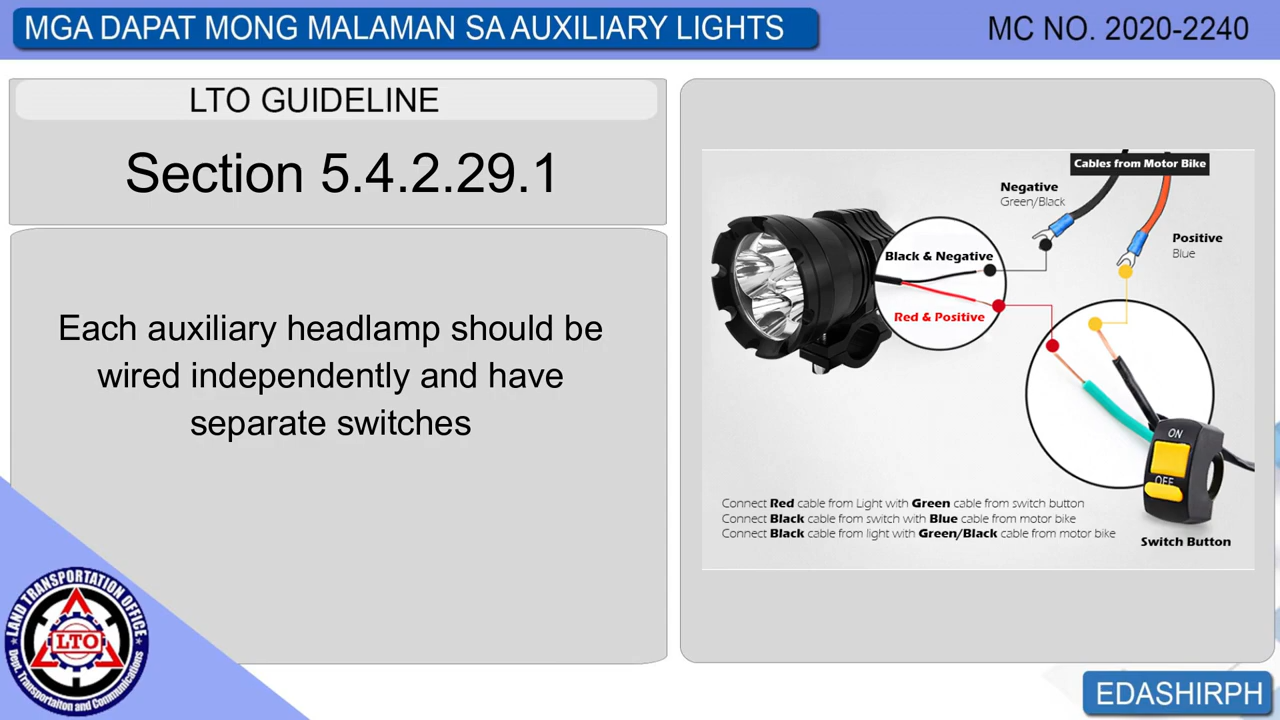 MGA DAPAT MONG MALAMAN SA AUXILIARY LIGHTS
MC NO. 2020-2240
LTO GUIDELINE
Section 5.4.2.29.1
Each auxiliary headlamp should be
wired independently and have
separate switches
Cables from Motor Bike
Negative
Green/Black
Positive
Blue
Black & Negative
Red & Positive
ON
OFF
Connect Red cable from Light with Green cable from switch button
Connect Black cable from switch with Blue cable from motor bike
Connect Black cable from light with Green/Black cable from motor bike
Switch Button
LAND TRANSPORTATION OFFICE
LTO
Dept. Transportaiton and Communications
EDASHIRPH